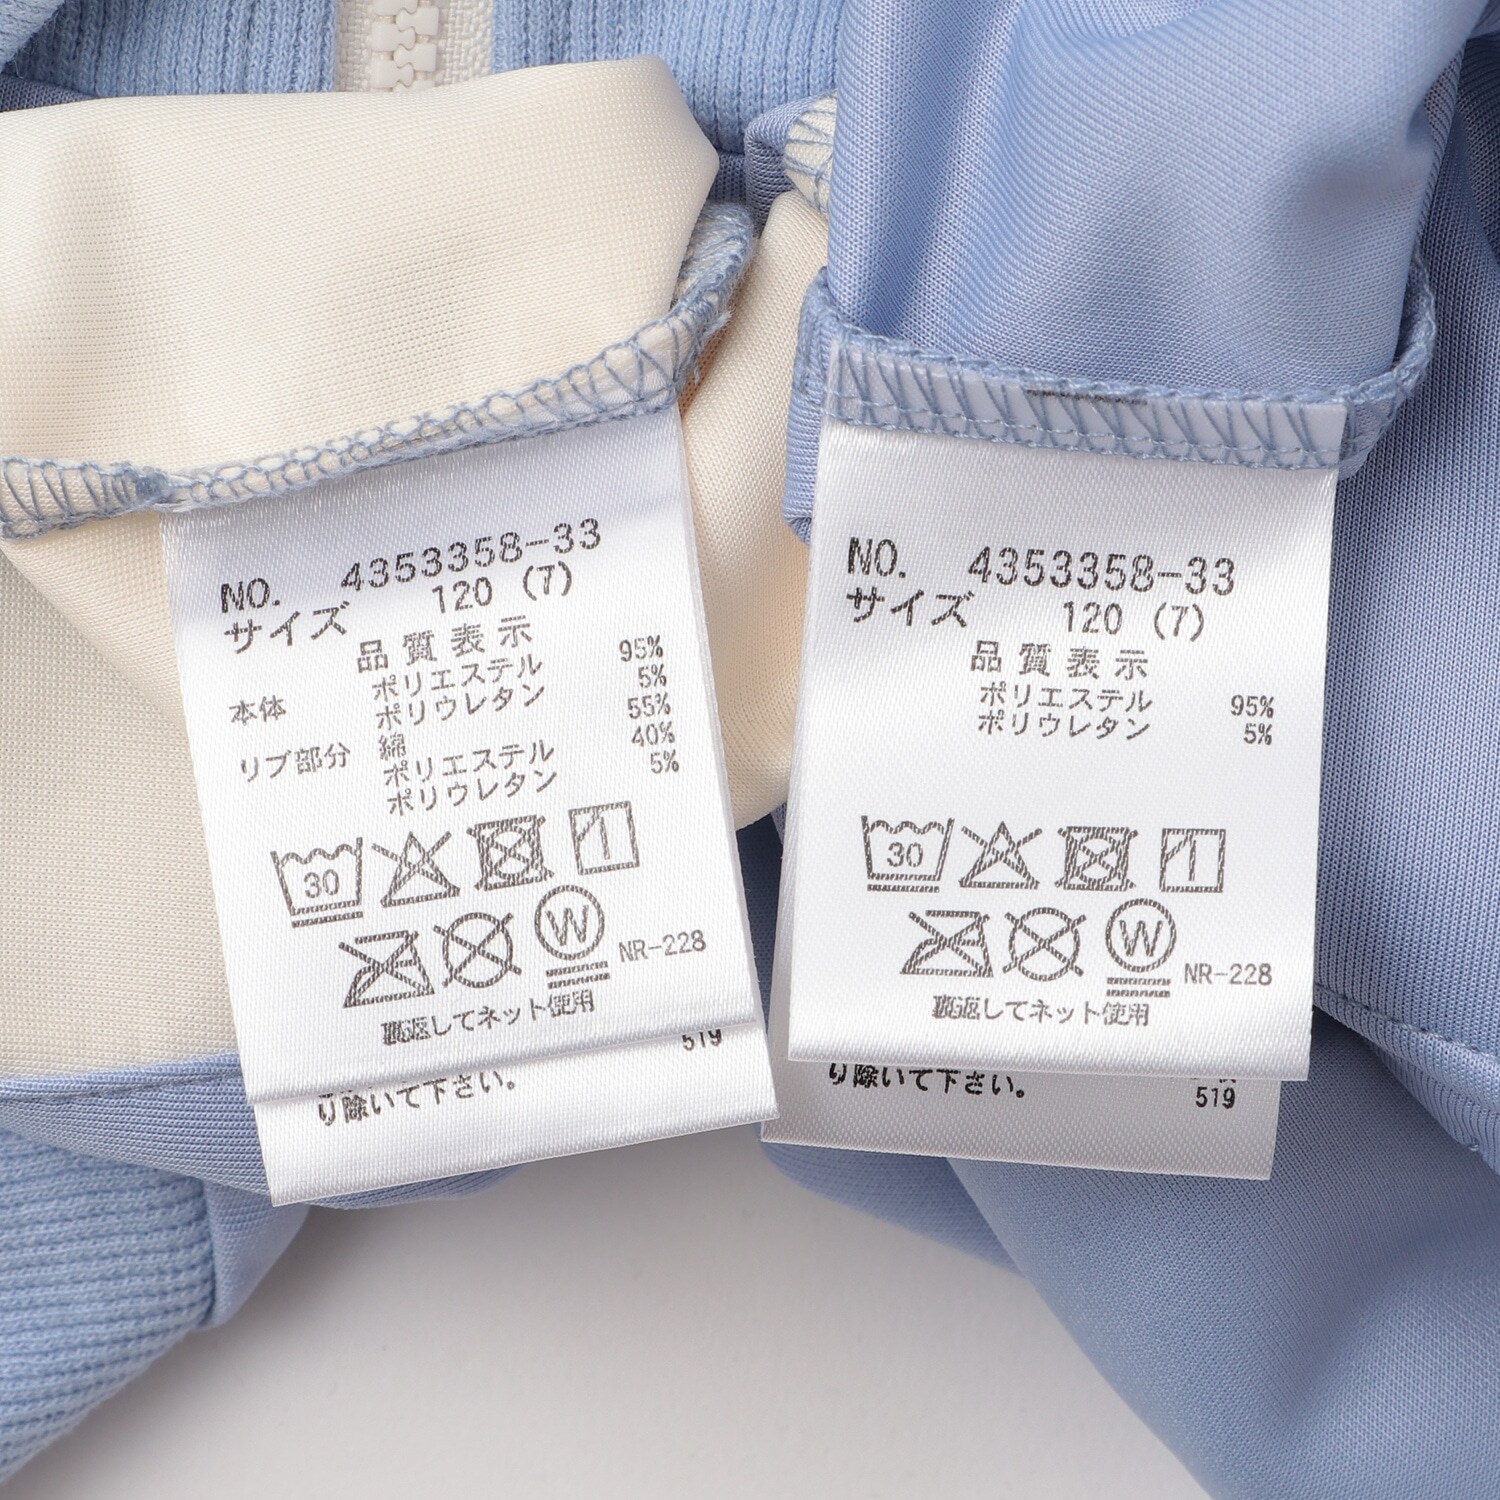 NO. 4353358-33
サイズ 120 (7)
品質表示
本体 ポリエステル 95%
ポリウレタン 5%
リブ部分 綿 55%
ポリエステル 40%
ポリウレタン 5%
30
W NR-228
裏返してネット使用
519
り除いて下さい。
NO. 4353358-33
サイズ 120 (7)
品質表示
ポリエステル 95%
ポリウレタン 5%
30
W NR-228
裏返してネット使用
り除いて下さい。
519